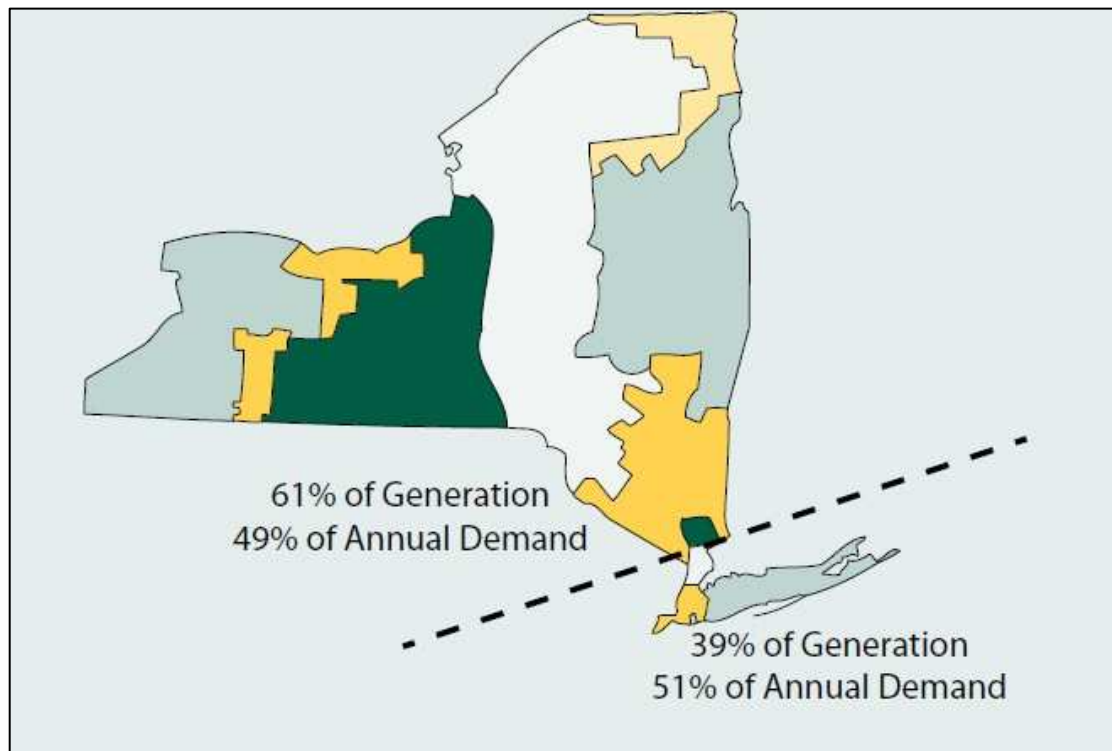 61% of Generation
49% of Annual Demand
39% of Generation
51% of Annual Demand